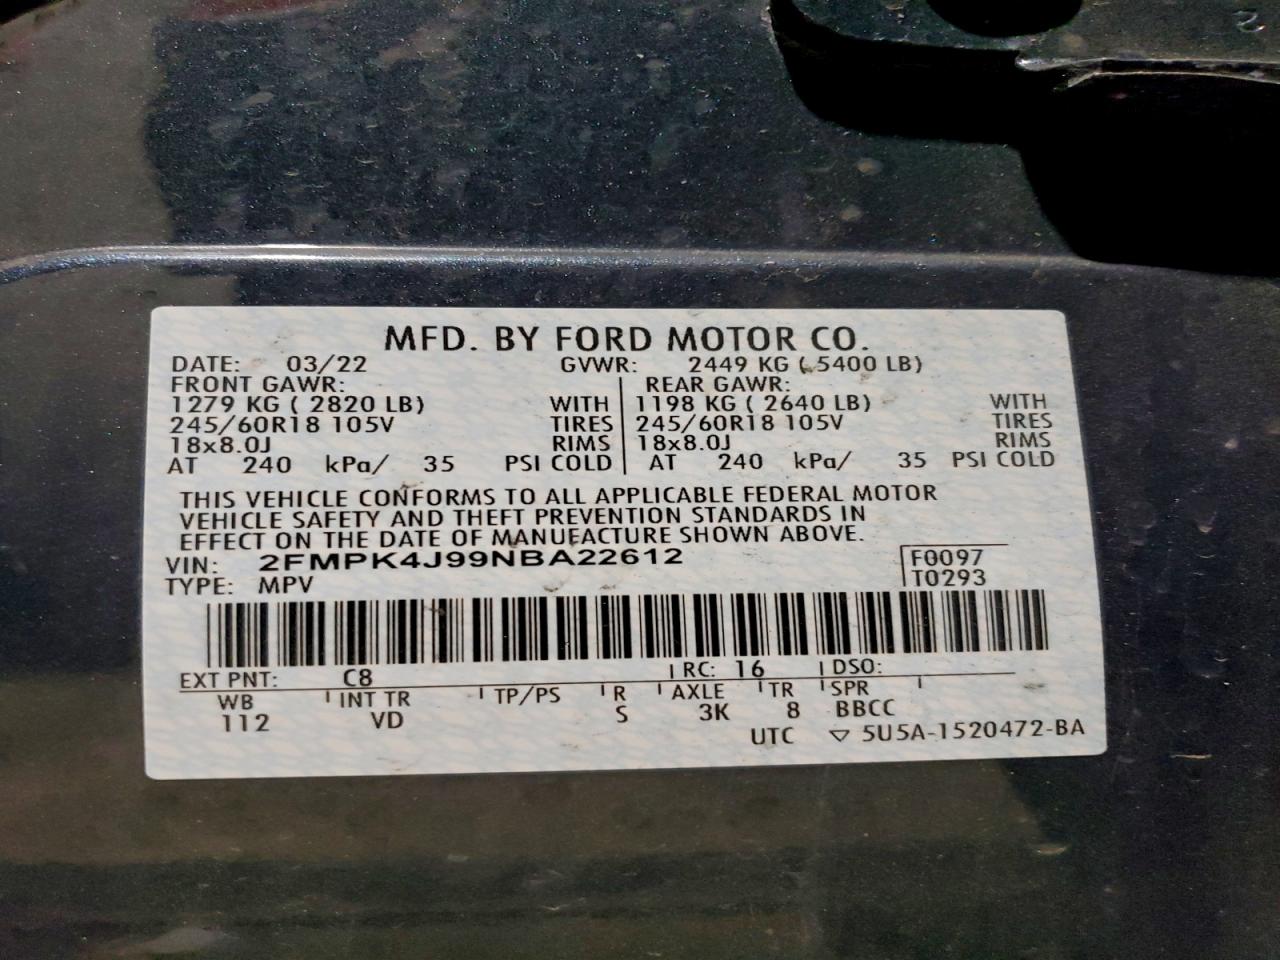 MFD. BY FORD MOTOR CO.
DATE: 03/22 GVWR: 2449 KG ( 5400 LB)
FRONT GAWR: REAR GAWR:
1279 KG ( 2820 LB) WITH 1198 KG ( 2640 LB) WITH
245/60R18 105V TIRES 245/60R18 105V TIRES
18x8.0J RIMS 18x8.0J RIMS
AT 240 kPa/ 35 PSI COLD AT 240 kPa/ 35 PSI COLD
THIS VEHICLE CONFORMS TO ALL APPLICABLE FEDERAL MOTOR
VEHICLE SAFETY AND THEFT PREVENTION STANDARDS IN
EFFECT ON THE DATE OF MANUFACTURE SHOWN ABOVE.
VIN: 2FMPK4J99NBA22612 F0097
TYPE: MPV T0293
EXT PNT: C8 RC: 16 DSO:
WB INT TR TP/PS R AXLE TR SPR
112 VD S 3K 8 BBCC
UTC ▽ 5U5A-1520472-BA